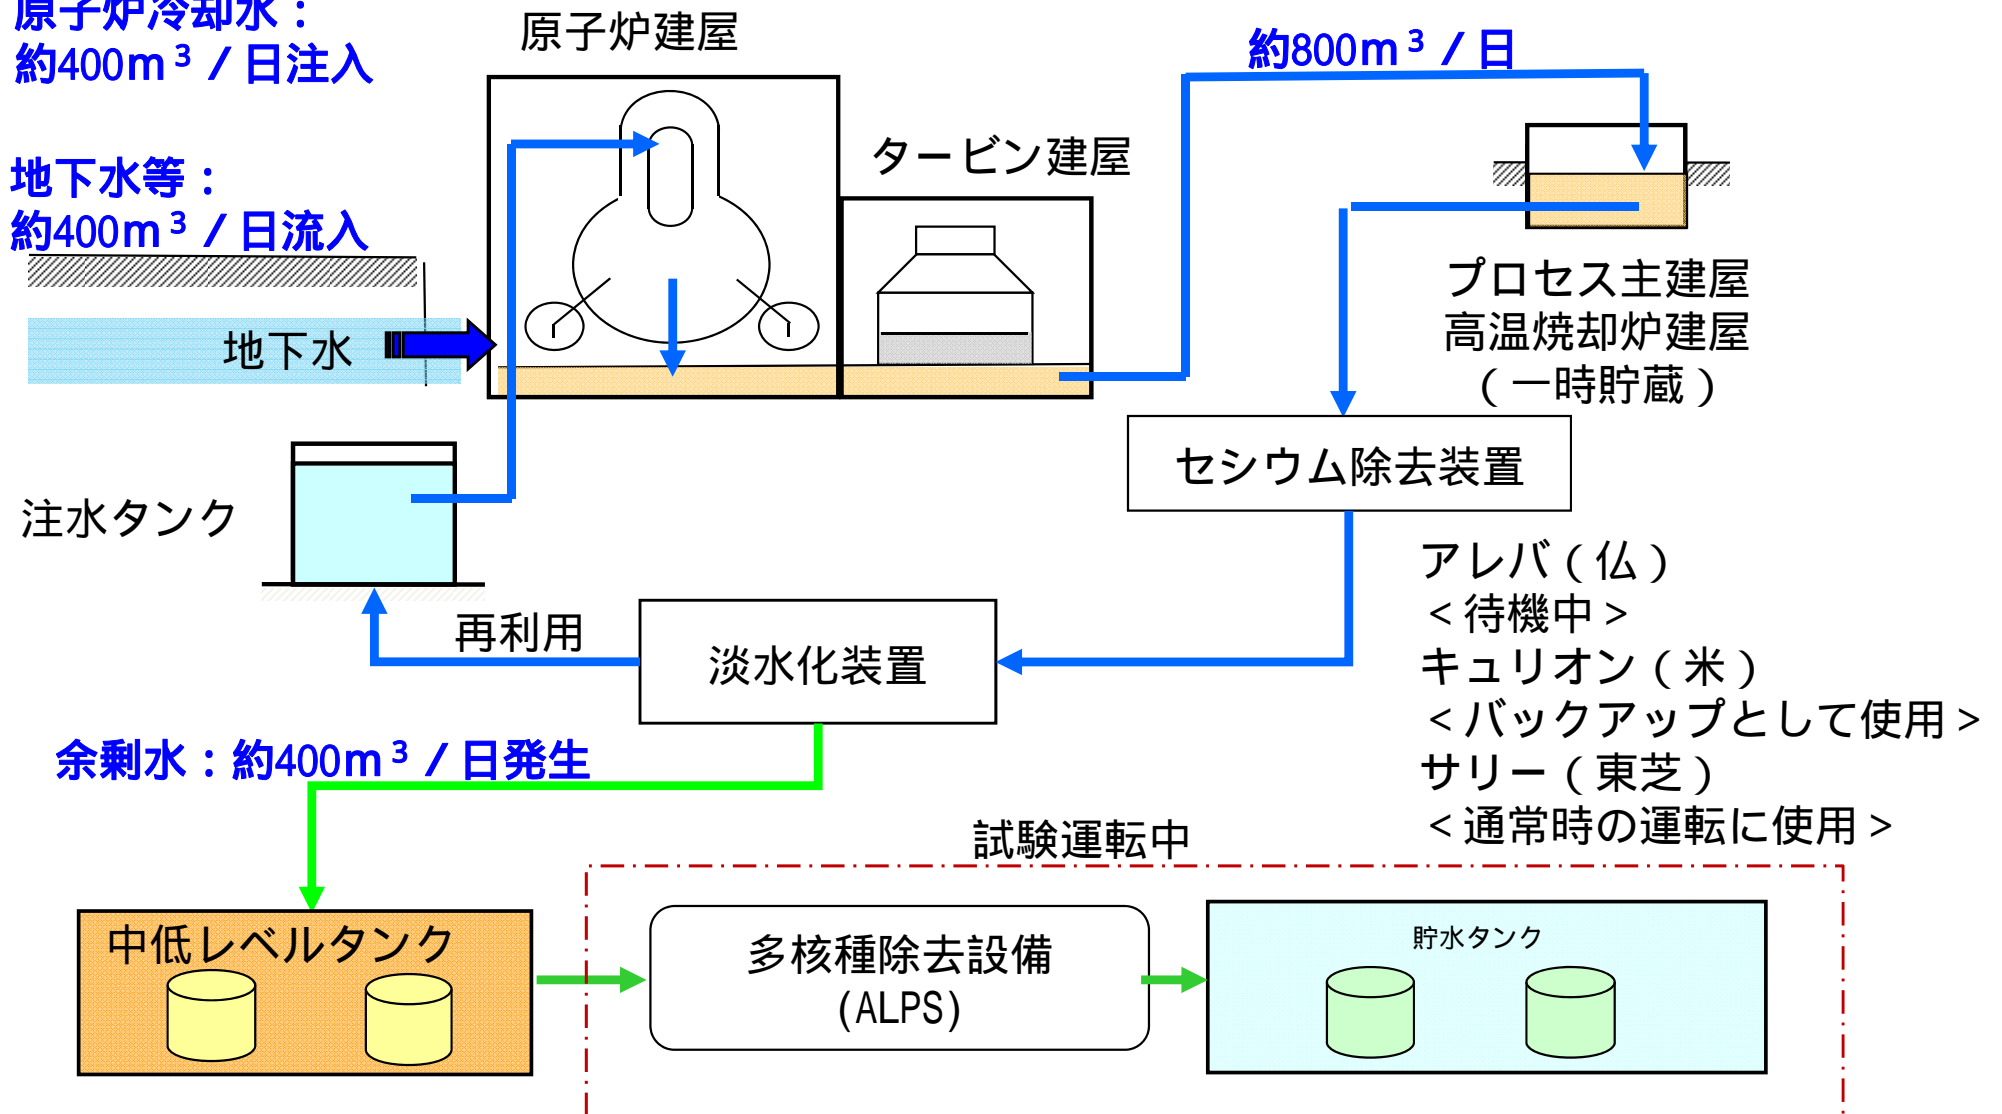 原子炉冷却水：
約400ｍ³／日注入
地下水等：
約400ｍ³／日流入
地下水
原子炉建屋
タービン建屋
約800ｍ³／日
プロセス主建屋
高温焼却炉建屋
（一時貯蔵）
セシウム除去装置
アレバ（仏）
＜待機中＞
キュリオン（米）
＜バックアップとして使用＞
サリー（東芝）
＜通常時の運転に使用＞
注水タンク
再利用
淡水化装置
余剰水：約400ｍ³／日発生
試験運転中
中低レベルタンク
多核種除去設備
(ALPS)
貯水タンク